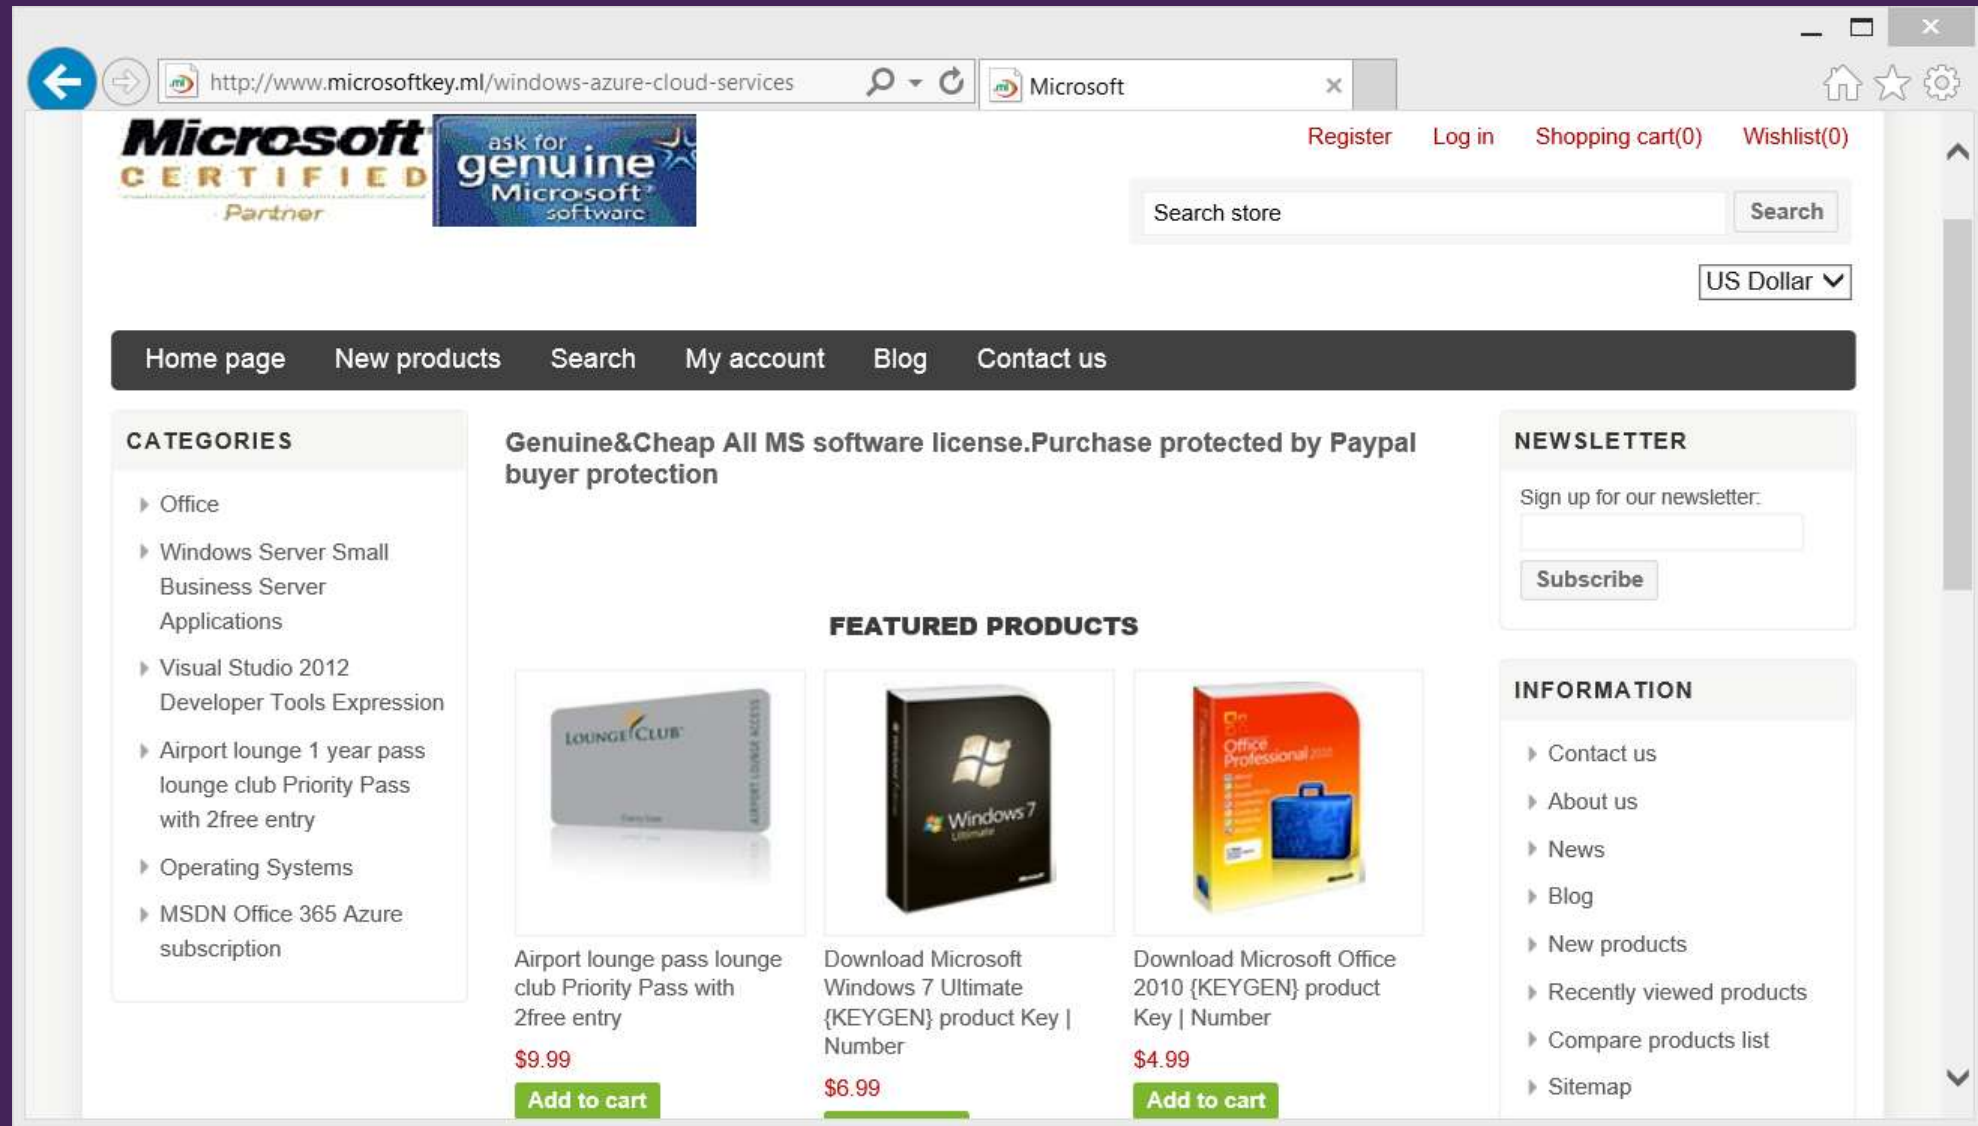 http://www.microsoftkey.ml/windows-azure-cloud-services
Microsoft
Microsoft
CERTIFIED
Partner
ask for
genuine
Microsoft
software
Register Log in Shopping cart(0) Wishlist(0)
Search store Search
US Dollar
Home page New products Search My account Blog Contact us
CATEGORIES
Office
Windows Server Small
Business Server
Applications
Visual Studio 2012
Developer Tools Expression
Airport lounge 1 year pass
lounge club Priority Pass
with 2free entry
Operating Systems
MSDN Office 365 Azure
subscription
Genuine&Cheap All MS software license.Purchase protected by Paypal
buyer protection
FEATURED PRODUCTS
LOUNGE CLUB
AIRPORT LOUNGE ACCESS
Airport lounge pass lounge
club Priority Pass with
2free entry
$9.99
Add to cart
Windows 7
Ultimate
Download Microsoft
Windows 7 Ultimate
{KEYGEN} product Key |
Number
$6.99
Office
Professional 2010
Download Microsoft Office
2010 {KEYGEN} product
Key | Number
$4.99
Add to cart
NEWSLETTER
Sign up for our newsletter:
Subscribe
INFORMATION
Contact us
About us
News
Blog
New products
Recently viewed products
Compare products list
Sitemap